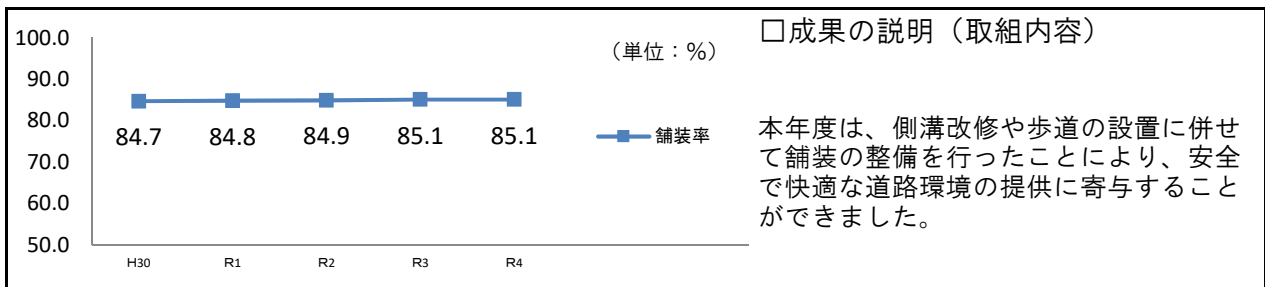 100.0
90.0
80.0
70.0
60.0
50.0
（単位：%）
84.7 84.8 84.9 85.1 85.1
舗装率
H30 R1 R2 R3 R4
□成果の説明（取組内容）
本年度は、側溝改修や歩道の設置に併せ
て舗装の整備を行ったことにより、安全
で快適な道路環境の提供に寄与すること
ができました。